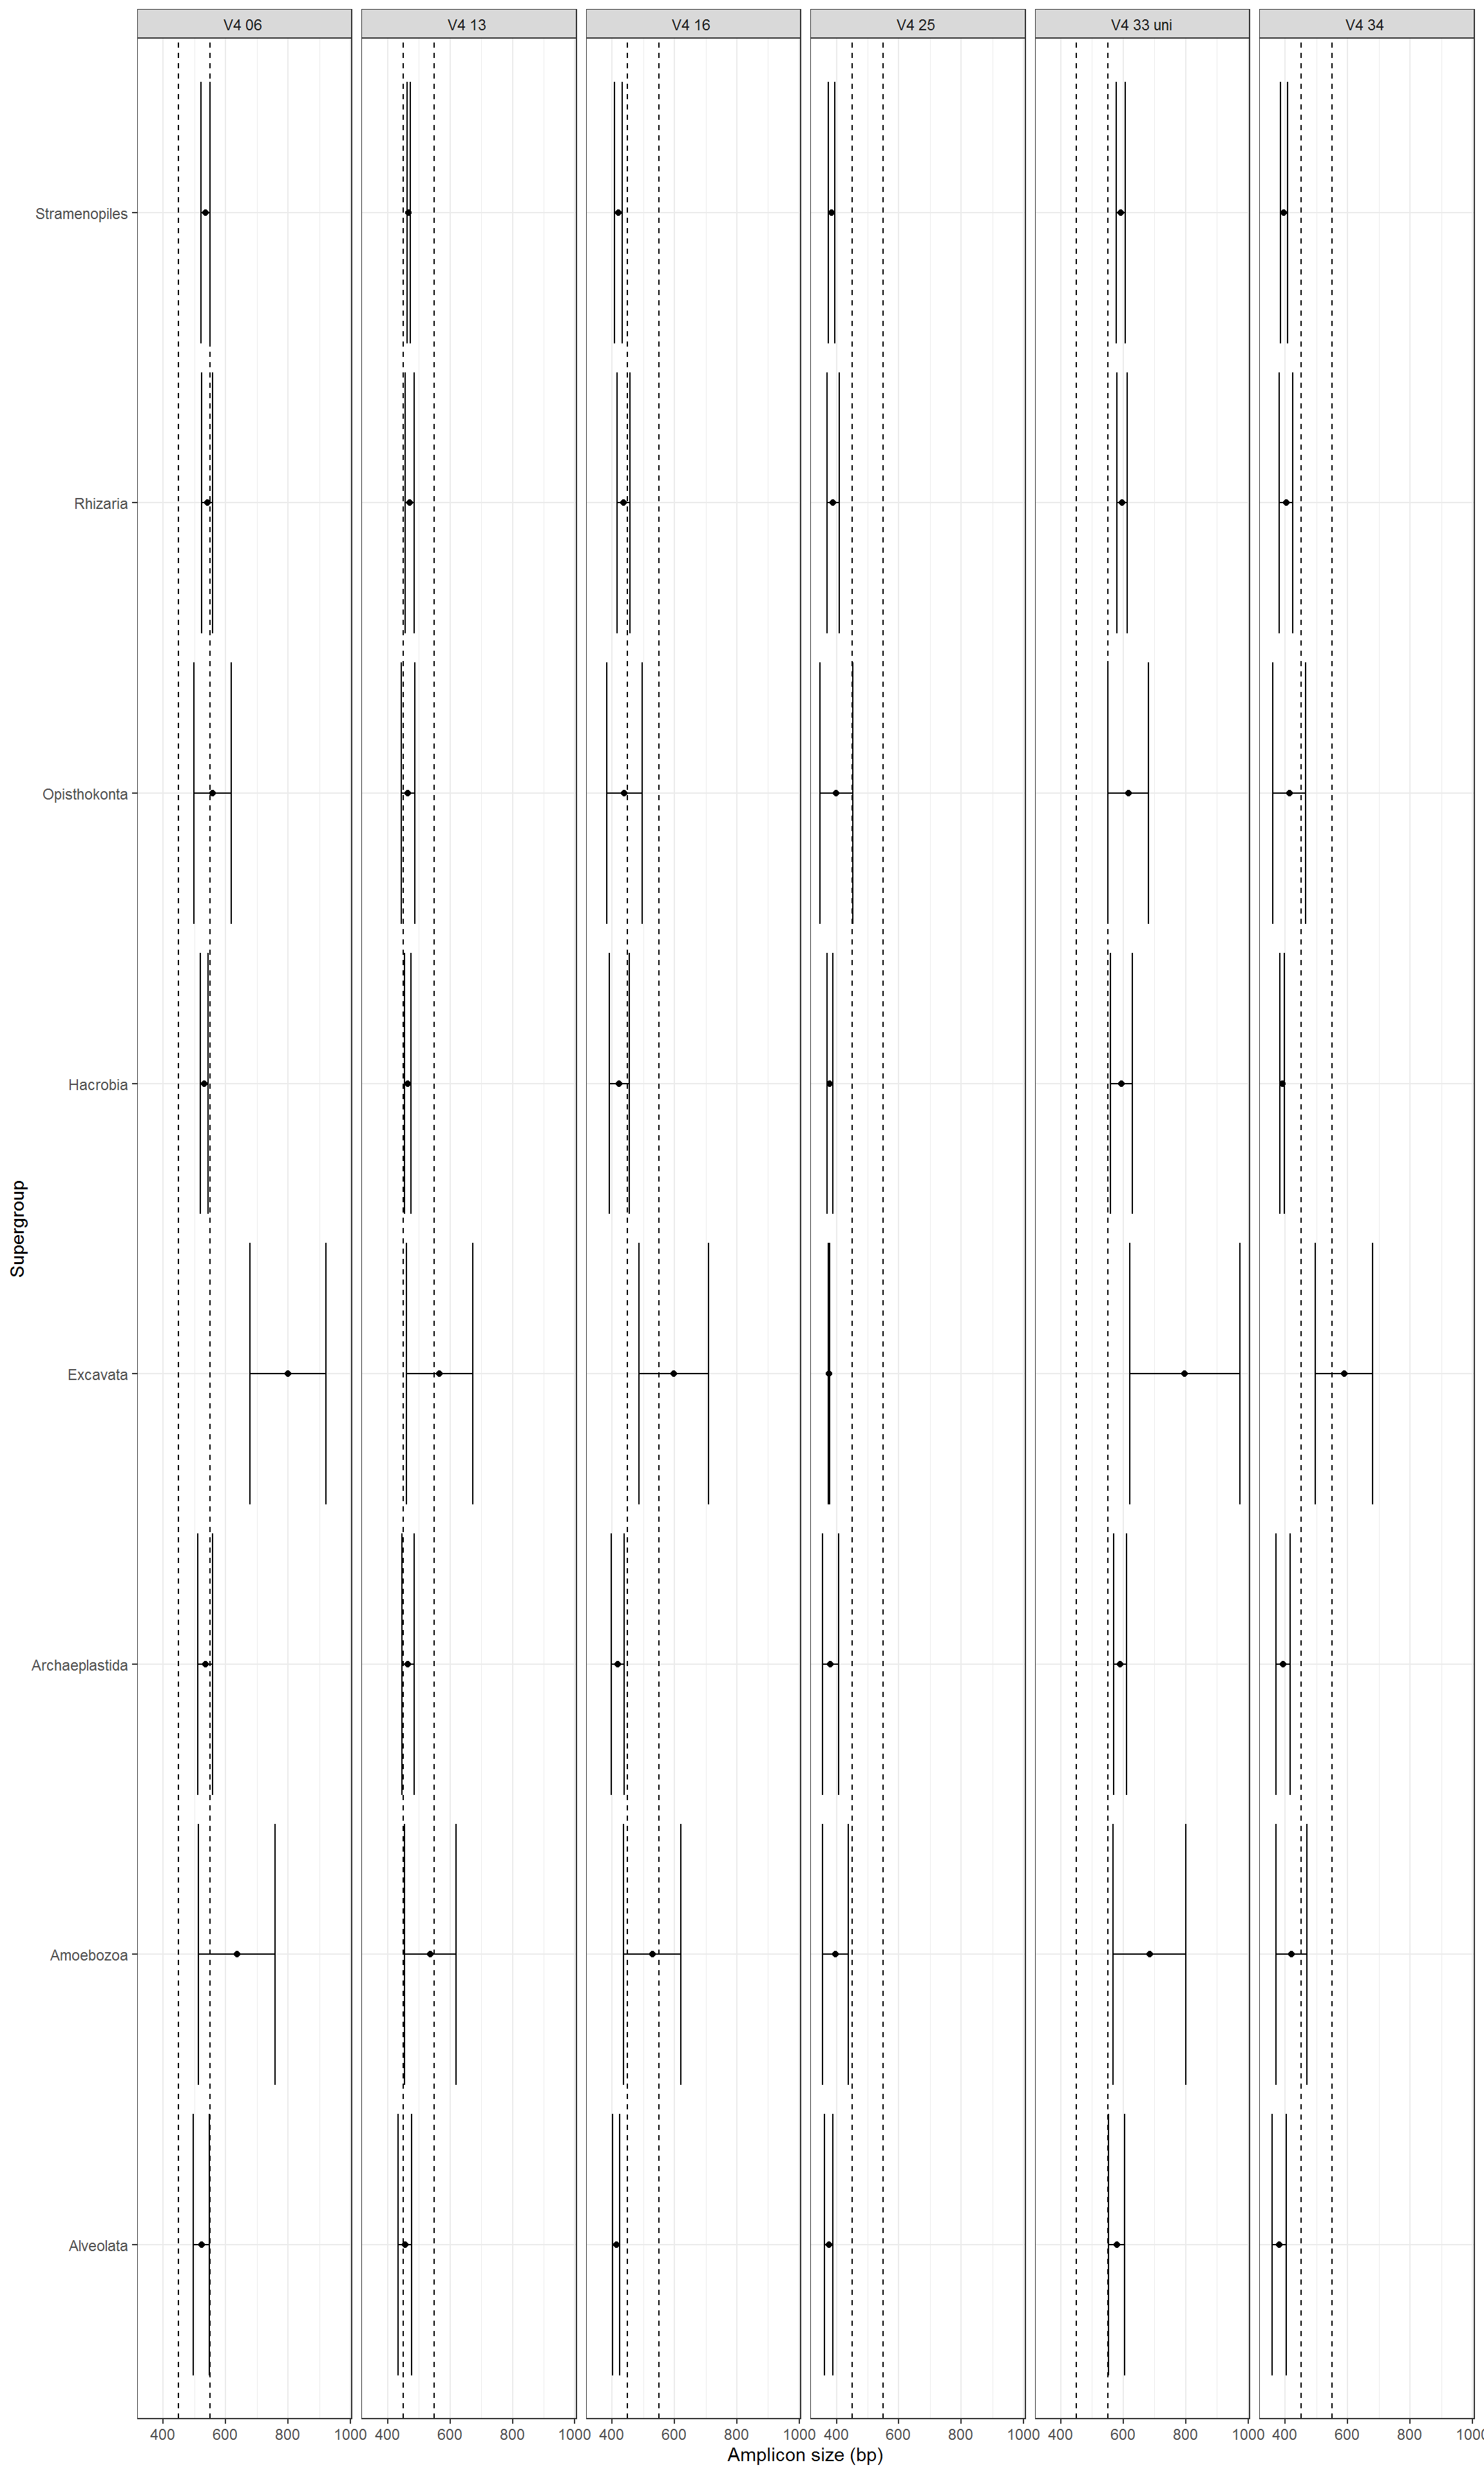 V4 06 V4 13 V4 16 V4 25 V4 33 uni V4 34
Stramenopiles
Rhizaria
Opisthokonta
Hacrobia
Supergroup
Excavata
Archaeplastida
Amoebozoa
Alveolata
400 600 800 1000 400 600 800 1000 400 600 800 1000 400 600 800 1000 400 600 800 1000 400 600 800 1000
Amplicon size (bp)